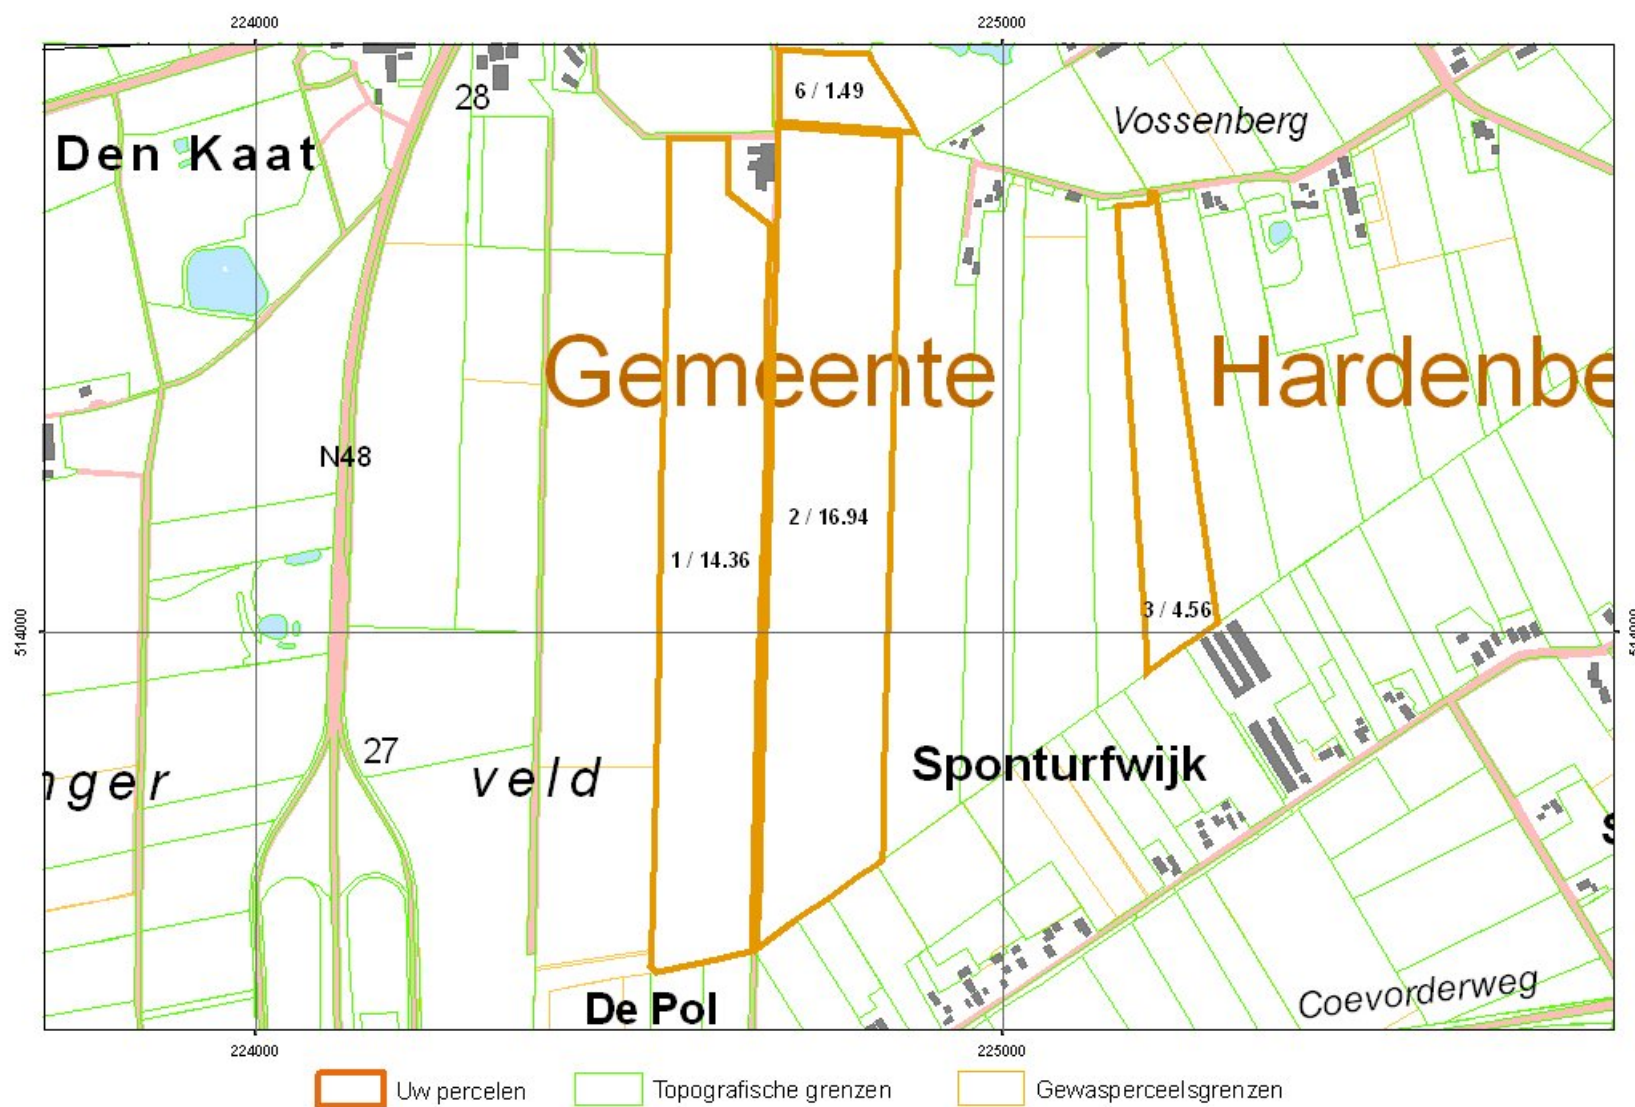 224000 225000
28
6 / 1.49
Vossenberg
Den Kaat
Gemeente Hardenbe
N48
2 / 16.94
1 / 14.36
3 / 4.56
514000 514000
27
nger veld
Sponturfwijk
S
Coevorderweg
De Pol
224000 225000
Uw percelen Topografische grenzen Gewasperceelsgrenzen